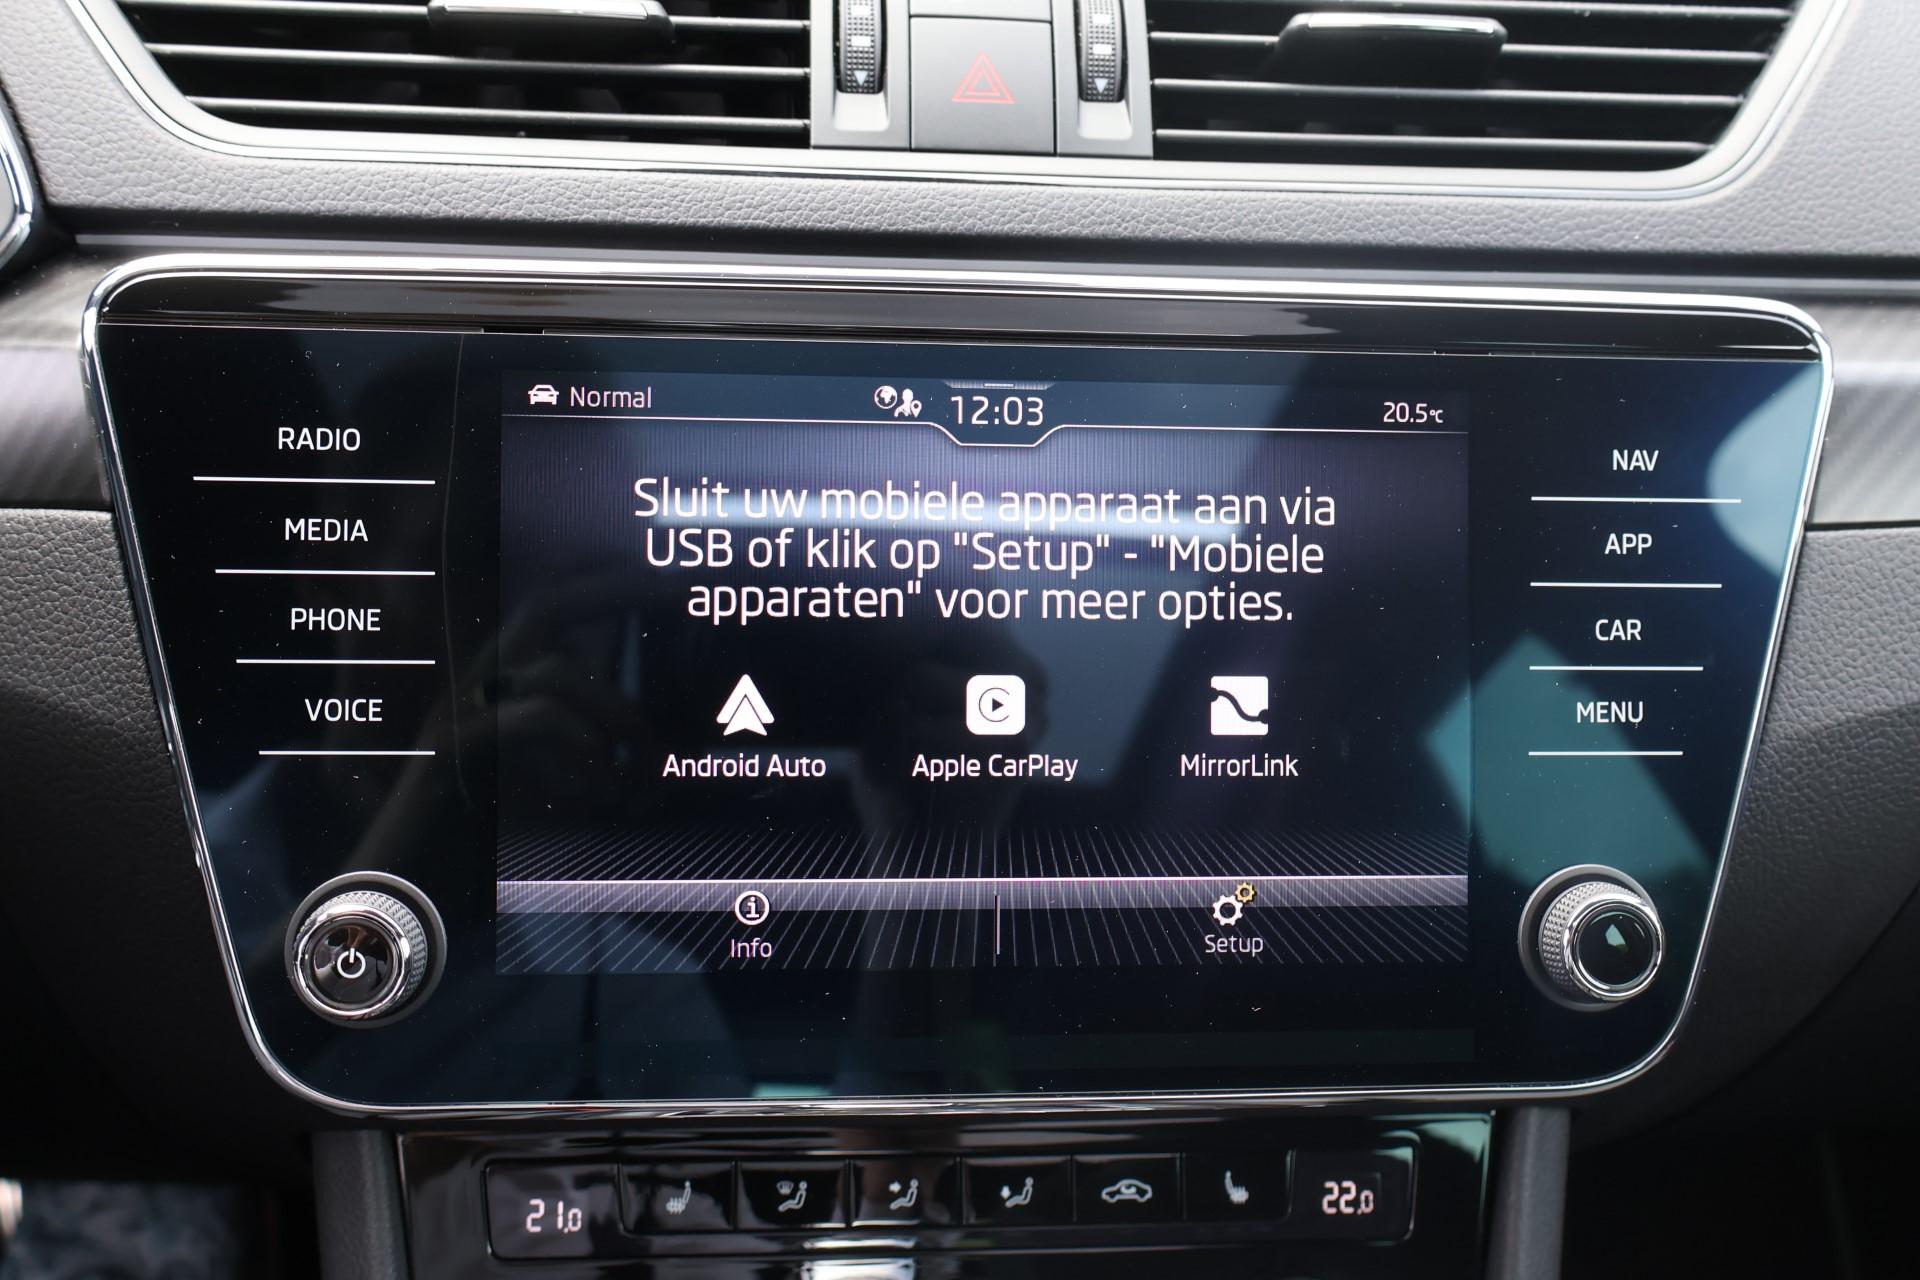 Normal
12:03
20.5°C
RADIO
MEDIA
PHONE
VOICE
Sluit uw mobiele apparaat aan via
USB of klik op "Setup" - "Mobiele
apparaten" voor meer opties.
Android Auto
Apple CarPlay
MirrorLink
Info
Setup
NAV
APP
CAR
MENU
21,0
22,0